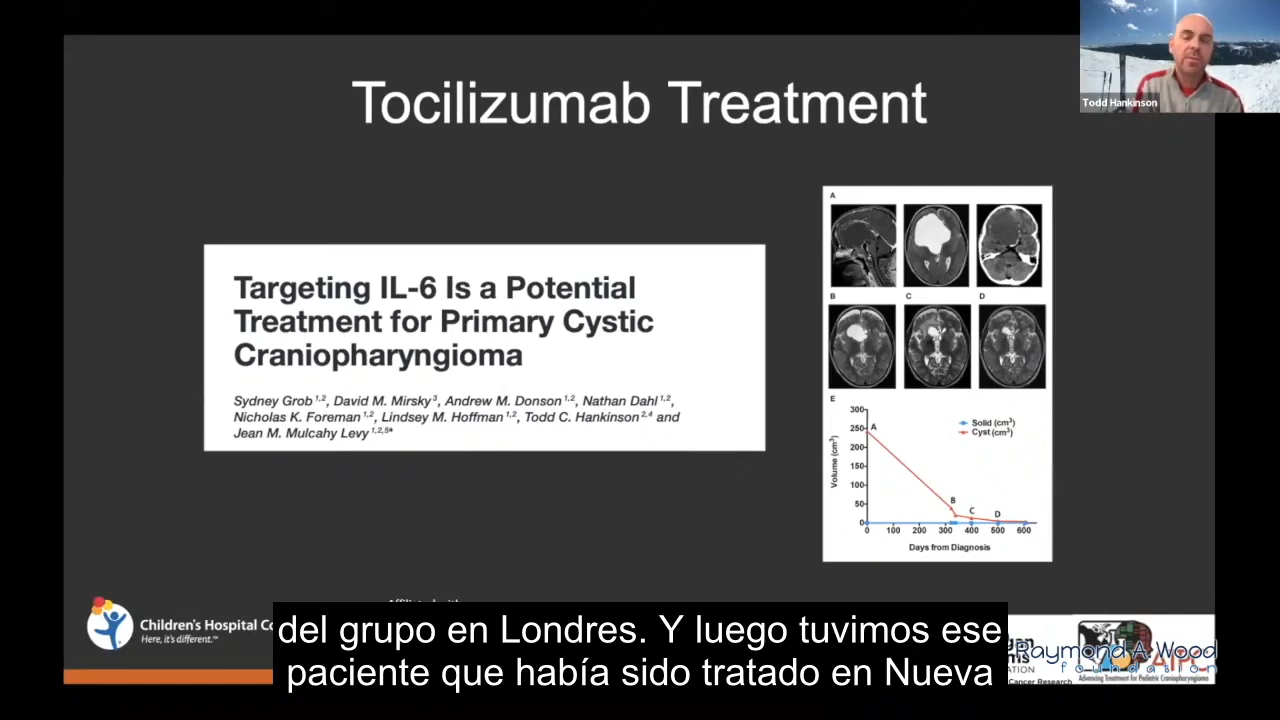 Tocilizumab Treatment
Todd Hankinson
Targeting IL-6 Is a Potential
Treatment for Primary Cystic
Craniopharyngioma
Sydney Grob 1,2, David M. Mirsky 3, Andrew M. Donson 1,2, Nathan Dahl 1,2,
Nicholas K. Foreman 1,2, Lindsey M. Hoffman 1,2, Todd C. Hankinson 2,4 and
Jean M. Mulcahy Levy 1,2,5*
A
B C D
E
Solid (cm³)
Cyst (cm³)
Volume (cm³)
300
250
200
150
100
50
0
A
B
C
D
0 100 200 300 400 500 600
Days from Diagnosis
Children's Hospital Co
Here, it's different.™
del grupo en Londres. Y luego tuvimos ese
paciente que había sido tratado en Nueva
Raymond A Wood
foundation
Cancer Research
Advancing Treatment for Pediatric Craniopharyngioma